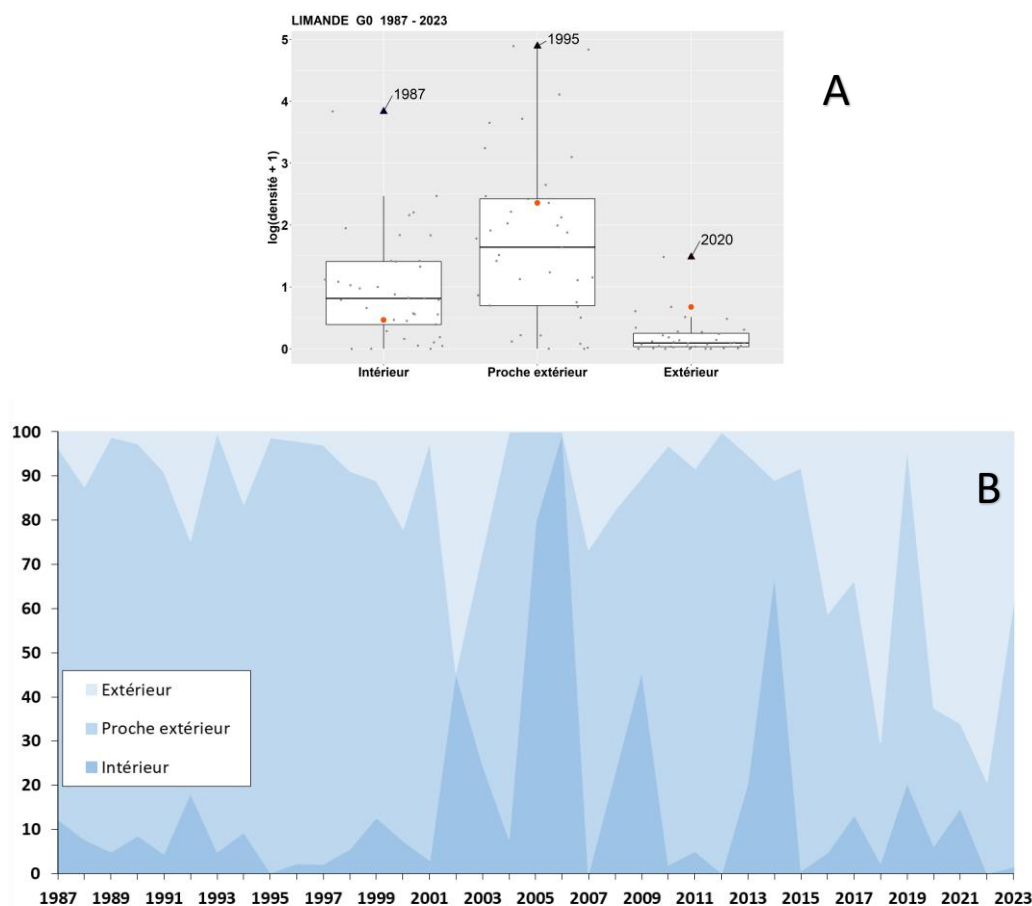 LIMANDE G0 1987 - 2023
A
log(densité + 1)
5
4
3
2
1
0
1987
1995
2020
Intérieur
Proche extérieur
Extérieur
B
100
90
80
70
60
50
40
30
20
10
0
Extérieur
Proche extérieur
Intérieur
1987 1989 1991 1993 1995 1997 1999 2001 2003 2005 2007 2009 2011 2013 2015 2017 2019 2021 2023